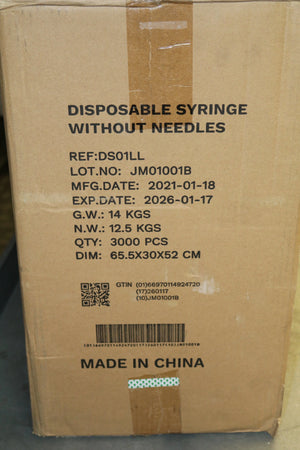 DISPOSABLE SYRINGE
WITHOUT NEEDLES
REF:DS01LL
LOT.NO: JM01001B
MFG.DATE: 2021-01-18
EXP.DATE: 2026-01-17
G.W.: 14 KGS
N.W.: 12.5 KGS
QTY: 3000 PCS
DIM: 65.5X30X52 CM
GTIN (01)66970114924720
(17)260117
(10)JM01001B
MADE IN CHINA